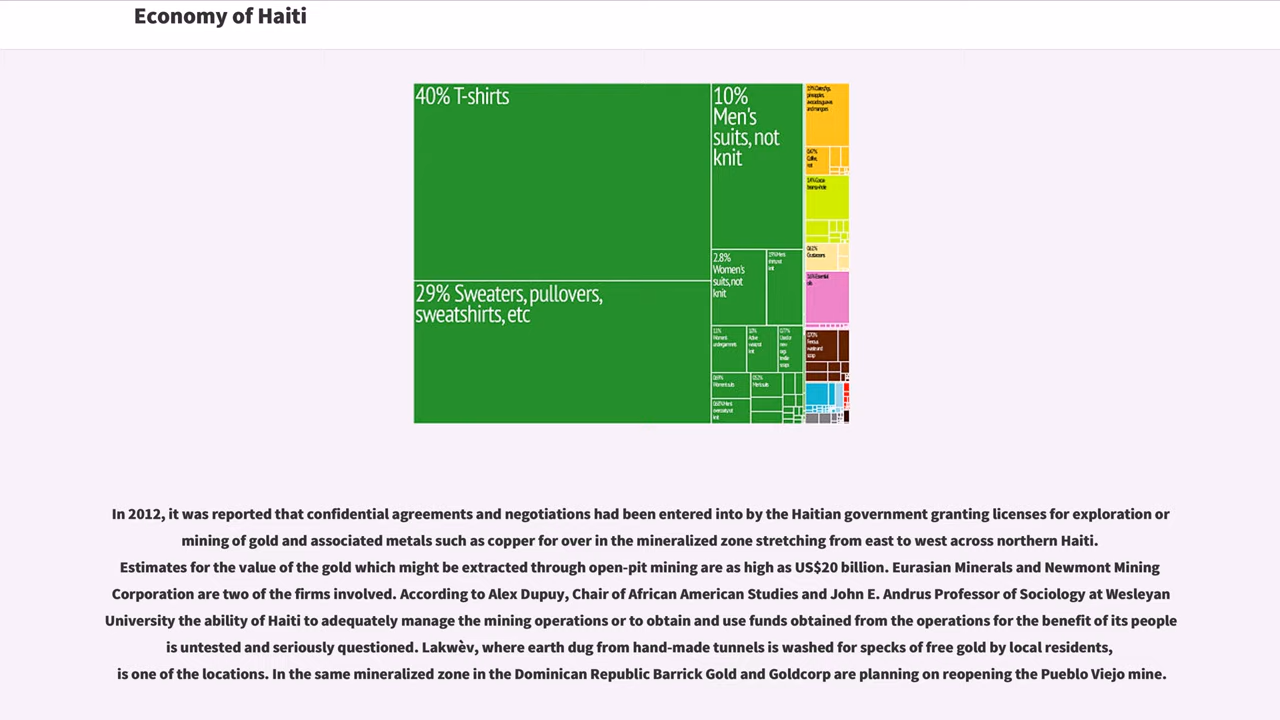 Economy of Haiti
40% T-shirts
29% Sweaters, pullovers,
sweatshirts, etc
10%
Men's
suits, not
knit
2.8%
Women's
suits, not
knit
In 2012, it was reported that confidential agreements and negotiations had been entered into by the Haitian government granting licenses for exploration or
mining of gold and associated metals such as copper for over in the mineralized zone stretching from east to west across northern Haiti.
Estimates for the value of the gold which might be extracted through open-pit mining are as high as US$20 billion. Eurasian Minerals and Newmont Mining
Corporation are two of the firms involved. According to Alex Dupuy, Chair of African American Studies and John E. Andrus Professor of Sociology at Wesleyan
University the ability of Haiti to adequately manage the mining operations or to obtain and use funds obtained from the operations for the benefit of its people
is untested and seriously questioned. Lakwèv, where earth dug from hand-made tunnels is washed for specks of free gold by local residents,
is one of the locations. In the same mineralized zone in the Dominican Republic Barrick Gold and Goldcorp are planning on reopening the Pueblo Viejo mine.